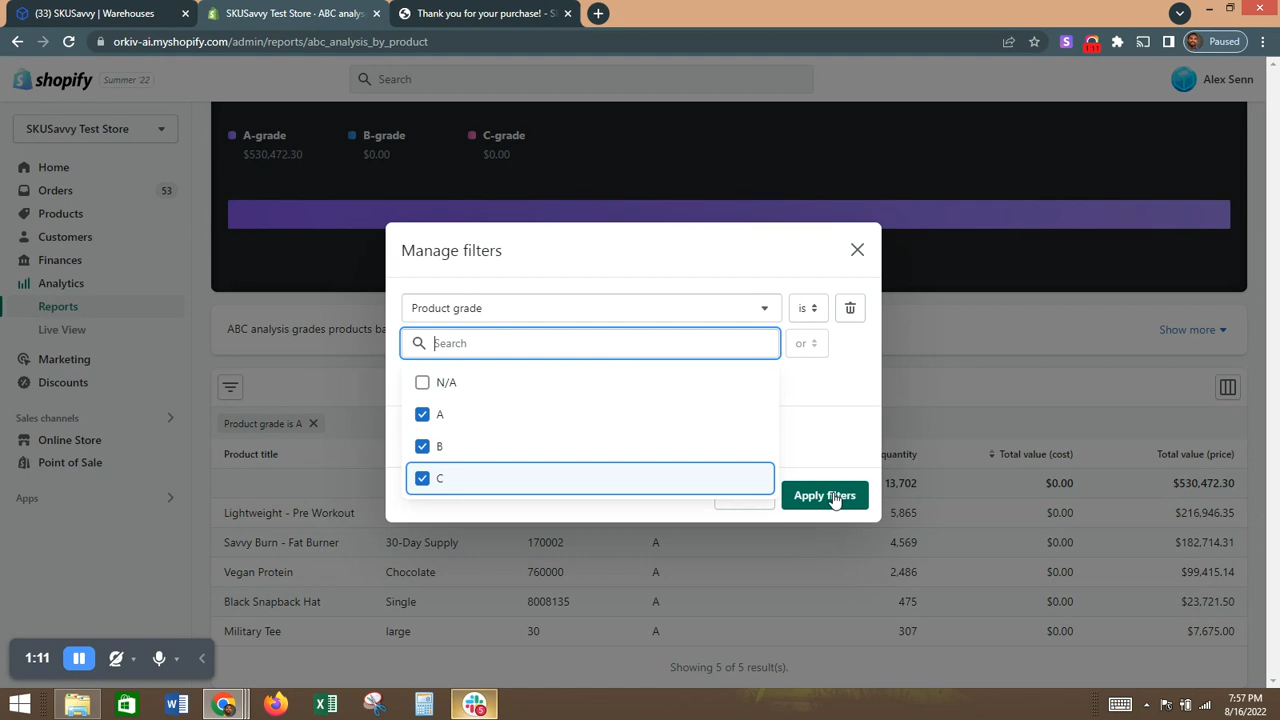 (33) SKUSavvy | Warehouses
SKUSavvy Test Store - ABC analys
Thank you for your purchase! - S
orkiv-ai.myshopify.com/admin/reports/abc_analysis_by_product
1:11
Paused
shopify
Summer '22
Search
Alex Senn
SKUSavvy Test Store
Home
Orders 53
Products
Customers
Finances
Analytics
Reports
Live View
Marketing
Discounts
Sales channels
Online Store
Point of Sale
Apps
A-grade B-grade C-grade
$530,472.30 $0.00 $0.00
Manage filters
Product grade is
Search or
N/A
A
B
C
Apply filters
ABC analysis grades products ba
Show more
Product grade is A
Product title quantity Total value (cost) Total value (price)
13,702 $0.00 $530,472.30
Lightweight - Pre Workout 5,865 $0.00 $216,946.35
Savvy Burn - Fat Burner 30-Day Supply 170002 A 4,569 $0.00 $182,714.31
Vegan Protein Chocolate 760000 A 2,486 $0.00 $99,415.14
Black Snapback Hat Single 8008135 A 475 $0.00 $23,721.50
Military Tee large 30 A 307 $0.00 $7,675.00
Showing 5 of 5 result(s).
1:11
7:57 PM
8/16/2022